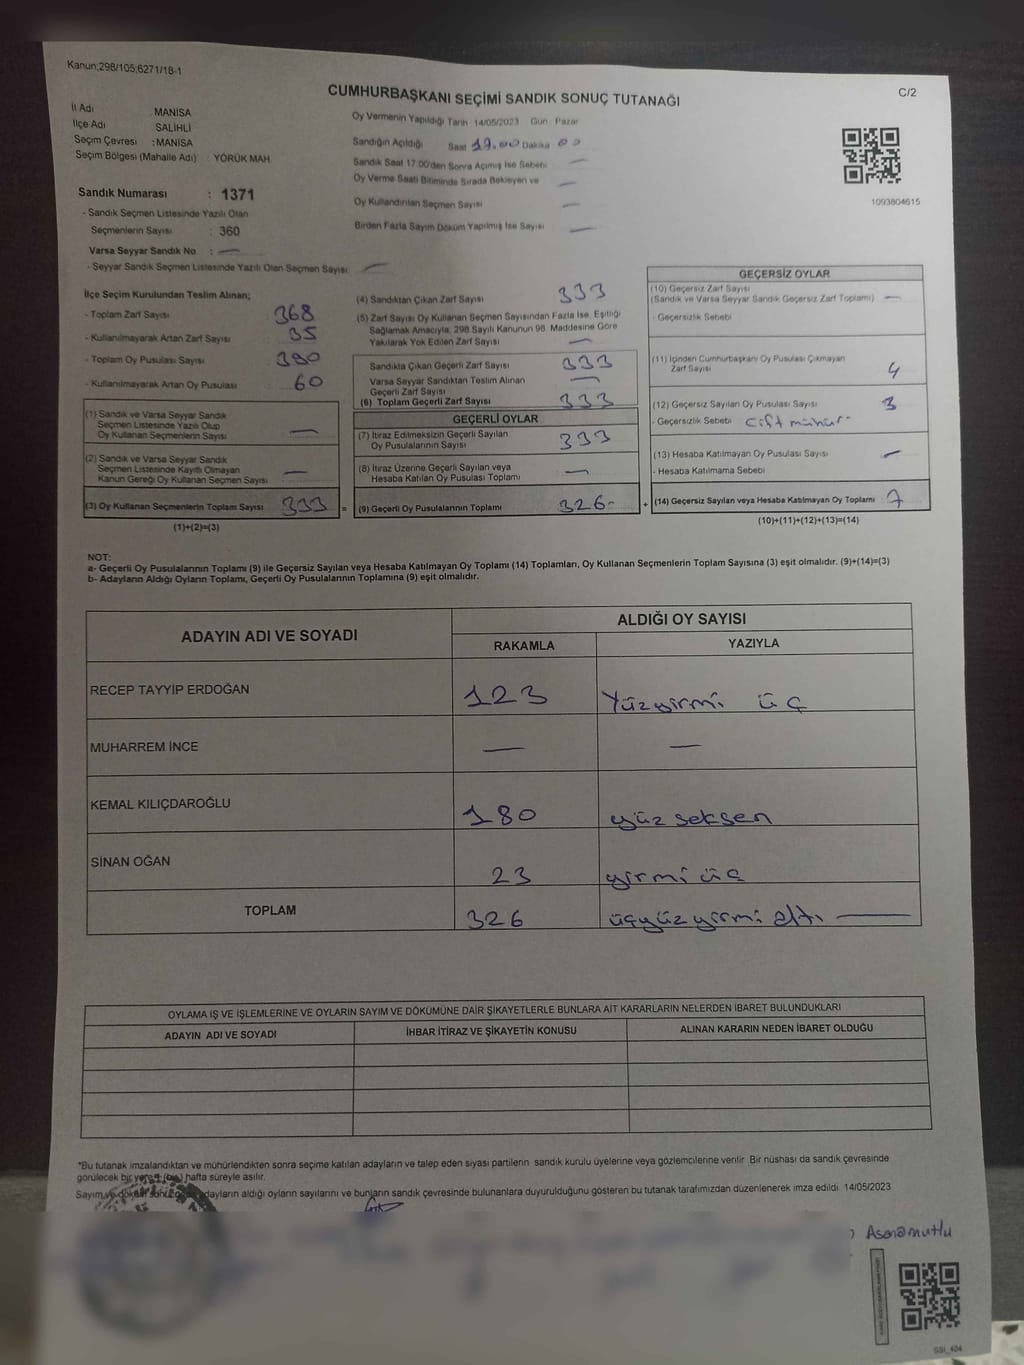 Kanun;298/105;6271/18-1
CUMHURBAŞKANI SEÇİMİ SANDIK SONUÇ TUTANAĞI
C/2
İl Adı MANİSA
İlçe Adı SALİHLİ
Seçim Çevresi : MANİSA
Seçim Bölgesi (Mahalle Adı) YÖRÜK MAH
Oy Vermenin Yapıldığı Tarih 14/05/2023 Gün Pazar
Sandığın Açıldığı Saat 17.00 Dakika 00
Sandık Saat 17:00'den Sonra Açılmış İse Sebebi —
Oy Verme Saati Bitiminde Sırada Bekleyen ve
Oy Kullandırılan Seçmen Sayısı —
Birden Fazla Sayım Döküm Yapılmış İse Sayısı —
1093804615
Sandık Numarası : 1371
- Sandık Seçmen Listesinde Yazılı Olan
Seçmenlerin Sayısı : 360
Varsa Seyyar Sandık No : —
- Seyyar Sandık Seçmen Listesinde Yazılı Olan Seçmen Sayısı: —
İlçe Seçim Kurulundan Teslim Alınan;
- Toplam Zarf Sayısı 368
- Kullanılmayarak Artan Zarf Sayısı 35
- Toplam Oy Pusulası Sayısı 390
- Kullanılmayarak Artan Oy Pusulası 60
(1) Sandık ve Varsa Seyyar Sandık
Seçmen Listesinde Yazılı Olup
Oy Kullanan Seçmenlerin Sayısı —
(2) Sandık ve Varsa Seyyar Sandık
Seçmen Listesinde Kayıtlı Olmayan
Kanun Gereği Oy Kullanan Seçmen Sayısı —
(3) Oy Kullanan Seçmenlerin Toplam Sayısı 333 =
(1)+(2)=(3)
(4) Sandıktan Çıkan Zarf Sayısı 333
(5) Zarf Sayısı Oy Kullanan Seçmen Sayısından Fazla İse, Eşitliği
Sağlamak Amacıyla, 298 Sayılı Kanunun 98. Maddesine Göre
Yakılarak Yok Edilen Zarf Sayısı —
Sandıkta Çıkan Geçerli Zarf Sayısı 333
Varsa Seyyar Sandıktan Teslim Alınan
Geçerli Zarf Sayısı —
(6) Toplam Geçerli Zarf Sayısı 333
GEÇERLİ OYLAR
(7) İtiraz Edilmeksizin Geçerli Sayılan
Oy Pusulalarının Sayısı 333
(8) İtiraz Üzerine Geçerli Sayılan veya
Hesaba Katılan Oy Pusulası Toplamı —
(9) Geçerli Oy Pusulalarının Toplamı 326- +
GEÇERSİZ OYLAR
(10) Geçersiz Zarf Sayısı
(Sandık ve Varsa Seyyar Sandık Geçersiz Zarf Toplamı) —
- Geçersizlik Sebebi
(11) İçinden Cumhurbaşkanı Oy Pusulası Çıkmayan
Zarf Sayısı 4
(12) Geçersiz Sayılan Oy Pusulası Sayısı 3
- Geçersizlik Sebebi çift mühür
(13) Hesaba Katılmayan Oy Pusulası Sayısı —
- Hesaba Katılmama Sebebi
(14) Geçersiz Sayılan veya Hesaba Katılmayan Oy Toplamı 7
(10)+(11)+(12)+(13)=(14)
NOT:
a- Geçerli Oy Pusulalarının Toplamı (9) ile Geçersiz Sayılan veya Hesaba Katılmayan Oy Toplamı (14) Toplamları, Oy Kullanan Seçmenlerin Toplam Sayısına (3) eşit olmalıdır. (9)+(14)=(3)
b- Adayların Aldığı Oyların Toplamı, Geçerli Oy Pusulalarının Toplamına (9) eşit olmalıdır.
ADAYIN ADI VE SOYADI ALDIĞI OY SAYISI
RAKAMLA YAZIYLA
RECEP TAYYİP ERDOĞAN 123 Yüzyirmi üç
MUHARREM İNCE — —
KEMAL KILIÇDAROĞLU 180 yüz seksen
SİNAN OĞAN 23 yirmi üç
TOPLAM 326 üçyüz yirmi altı —
OYLAMA İŞ VE İŞLEMLERİNE VE OYLARIN SAYIM VE DÖKÜMÜNE DAİR ŞİKAYETLERLE BUNLARA AİT KARARLARIN NELERDEN İBARET BULUNDUKLARI
ADAYIN ADI VE SOYADI İHBAR İTİRAZ VE ŞİKAYETİN KONUSU ALINAN KARARIN NEDEN İBARET OLDUĞU
*Bu tutanak imzalandıktan ve mühürlendikten sonra seçime katılan adayların ve talep eden siyasi partilerin sandık kurulu üyelerine veya gözlemcilerine verilir. Bir nüshası da sandık çevresinde
görülecek bir yere 1 (bir) hafta süreyle asılır.
adayların aldığı oyların sayılarını ve bunların sandık çevresinde bulunanlara duyurulduğunu gösteren bu tutanak tarafımızdan düzenlenerek imza edildi. 14/05/2023
GSI_404